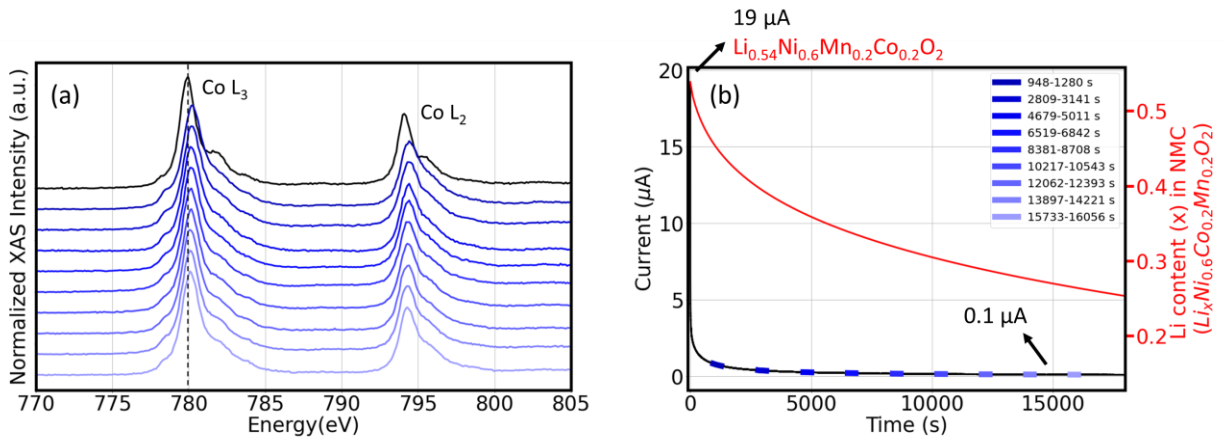 (a)
Co L3
Co L2
Normalized XAS Intensity (a.u.)
770 775 780 785 790 795 800 805
Energy(eV)
19 μA
Li0.54Ni0.6Mn0.2Co0.2O2
(b)
20
15
10
5
0
Current (μA)
948-1280 s
2809-3141 s
4679-5011 s
6519-6842 s
8381-8708 s
10217-10543 s
12062-12393 s
13897-14221 s
15733-16056 s
0.1 μA
0.5
0.4
0.3
0.2
Li content (x) in NMC
(LixNi0.6Co0.2Mn0.2O2)
0 5000 10000 15000
Time (s)